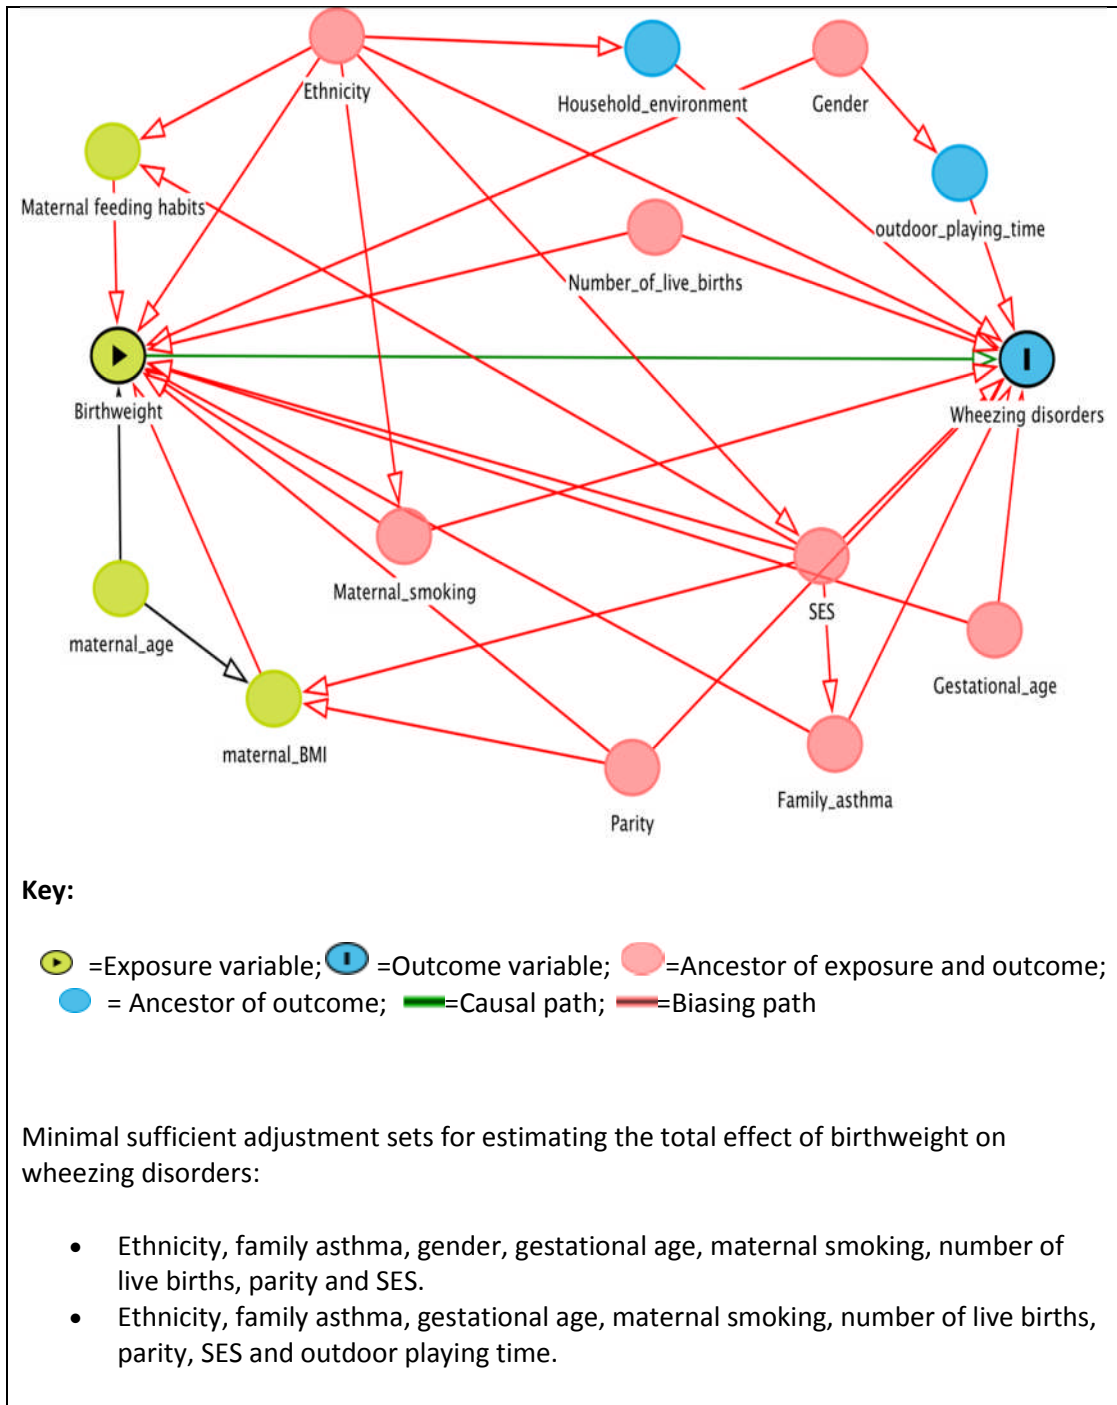 Ethnicity
Household_environment
Gender
Maternal feeding habits
outdoor_playing_time
Number_of_live_births
Birthweight
Wheezing disorders
Maternal_smoking
SES
maternal_age
Gestational_age
maternal_BMI
Family_asthma
Parity
Key:
=Exposure variable; =Outcome variable; =Ancestor of exposure and outcome;
= Ancestor of outcome; =Causal path; =Biasing path
Minimal sufficient adjustment sets for estimating the total effect of birthweight on
wheezing disorders:
• Ethnicity, family asthma, gender, gestational age, maternal smoking, number of
live births, parity and SES.
• Ethnicity, family asthma, gestational age, maternal smoking, number of live births,
parity, SES and outdoor playing time.